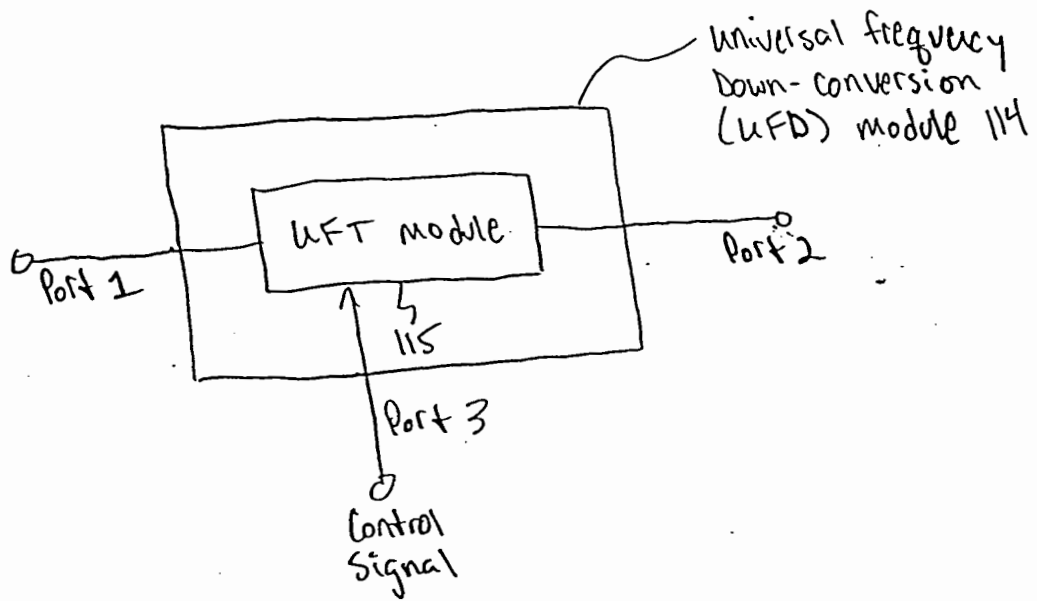 Universal frequency
Down-conversion
(UFD) module 114
UFT module
Port 1
Port 2
115
Port 3
Control
Signal